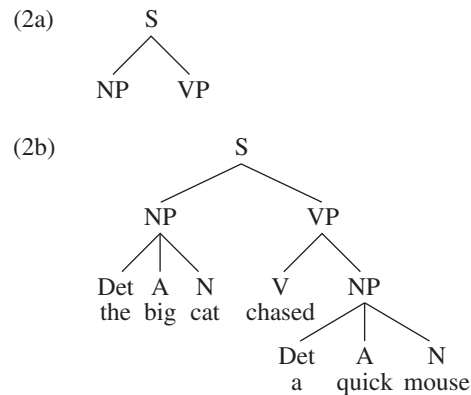 (2a) S
NP VP
(2b) S
NP VP
Det A N V NP
the big cat chased
Det A N
a quick mouse